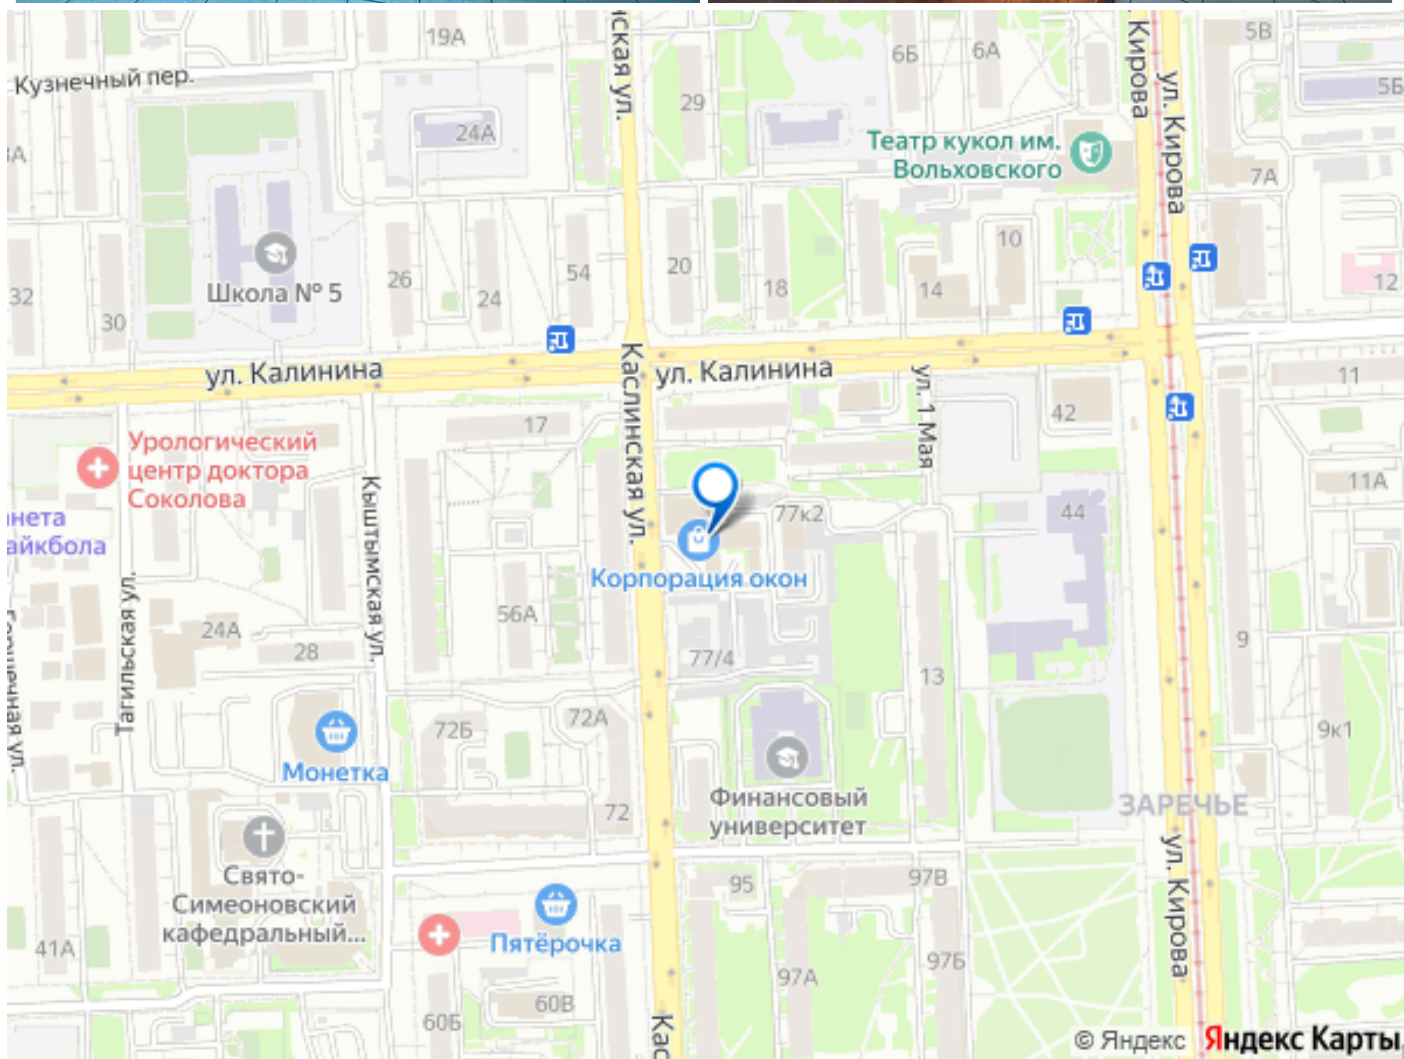 19А
6Б
6А
5В
Кузнечный пер.
5Б
29
24А
Театр кукол им.
Вольховского
Кирова
ул. Кирова
7А
26
24
54
20
18
14
10
12
Школа № 5
32
30
ул. Калинина
ул. Калинина
Каслинская ул.
ул. 1 Мая
11
42
17
Урологический
центр доктора
Соколова
Кыштымская ул.
11А
44
77к2
Корпорация окон
Тагильская ул.
24А
28
56А
77/4
13
9
9к1
72Б
72А
72
Монетка
Финансовый
университет
ЗАРЕЧЬЕ
ул. Кирова
Свято-
Симеоновский
кафедральный...
95
97В
Пятёрочка
41А
97А
97Б
60Б
60В
© Яндекс Яндекс Карты